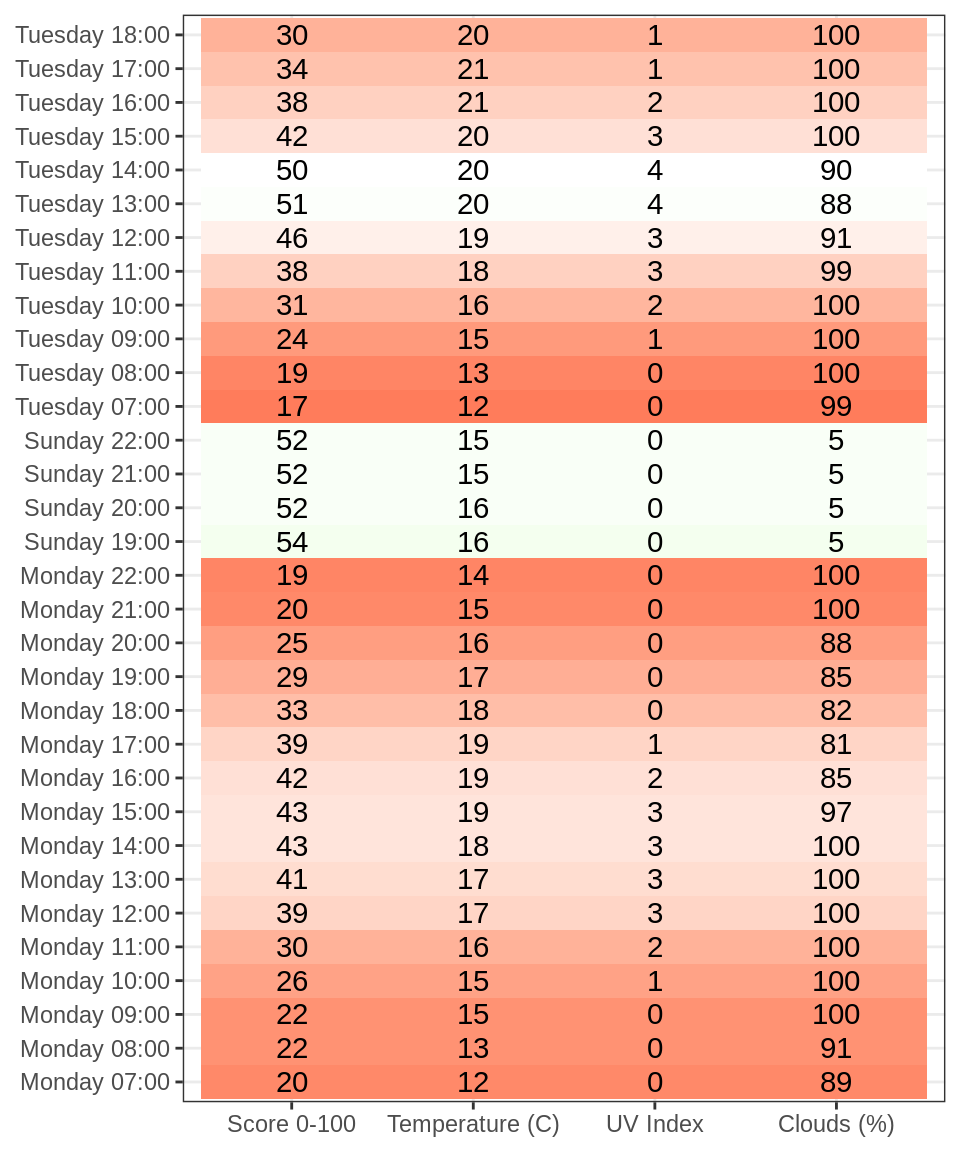 Tuesday 18:00 30 20 1 100
Tuesday 17:00 34 21 1 100
Tuesday 16:00 38 21 2 100
Tuesday 15:00 42 20 3 100
Tuesday 14:00 50 20 4 90
Tuesday 13:00 51 20 4 88
Tuesday 12:00 46 19 3 91
Tuesday 11:00 38 18 3 99
Tuesday 10:00 31 16 2 100
Tuesday 09:00 24 15 1 100
Tuesday 08:00 19 13 0 100
Tuesday 07:00 17 12 0 99
Sunday 22:00 52 15 0 5
Sunday 21:00 52 15 0 5
Sunday 20:00 52 16 0 5
Sunday 19:00 54 16 0 5
Monday 22:00 19 14 0 100
Monday 21:00 20 15 0 100
Monday 20:00 25 16 0 88
Monday 19:00 29 17 0 85
Monday 18:00 33 18 0 82
Monday 17:00 39 19 1 81
Monday 16:00 42 19 2 85
Monday 15:00 43 19 3 97
Monday 14:00 43 18 3 100
Monday 13:00 41 17 3 100
Monday 12:00 39 17 3 100
Monday 11:00 30 16 2 100
Monday 10:00 26 15 1 100
Monday 09:00 22 15 0 100
Monday 08:00 22 13 0 91
Monday 07:00 20 12 0 89
Score 0-100 Temperature (C) UV Index Clouds (%)